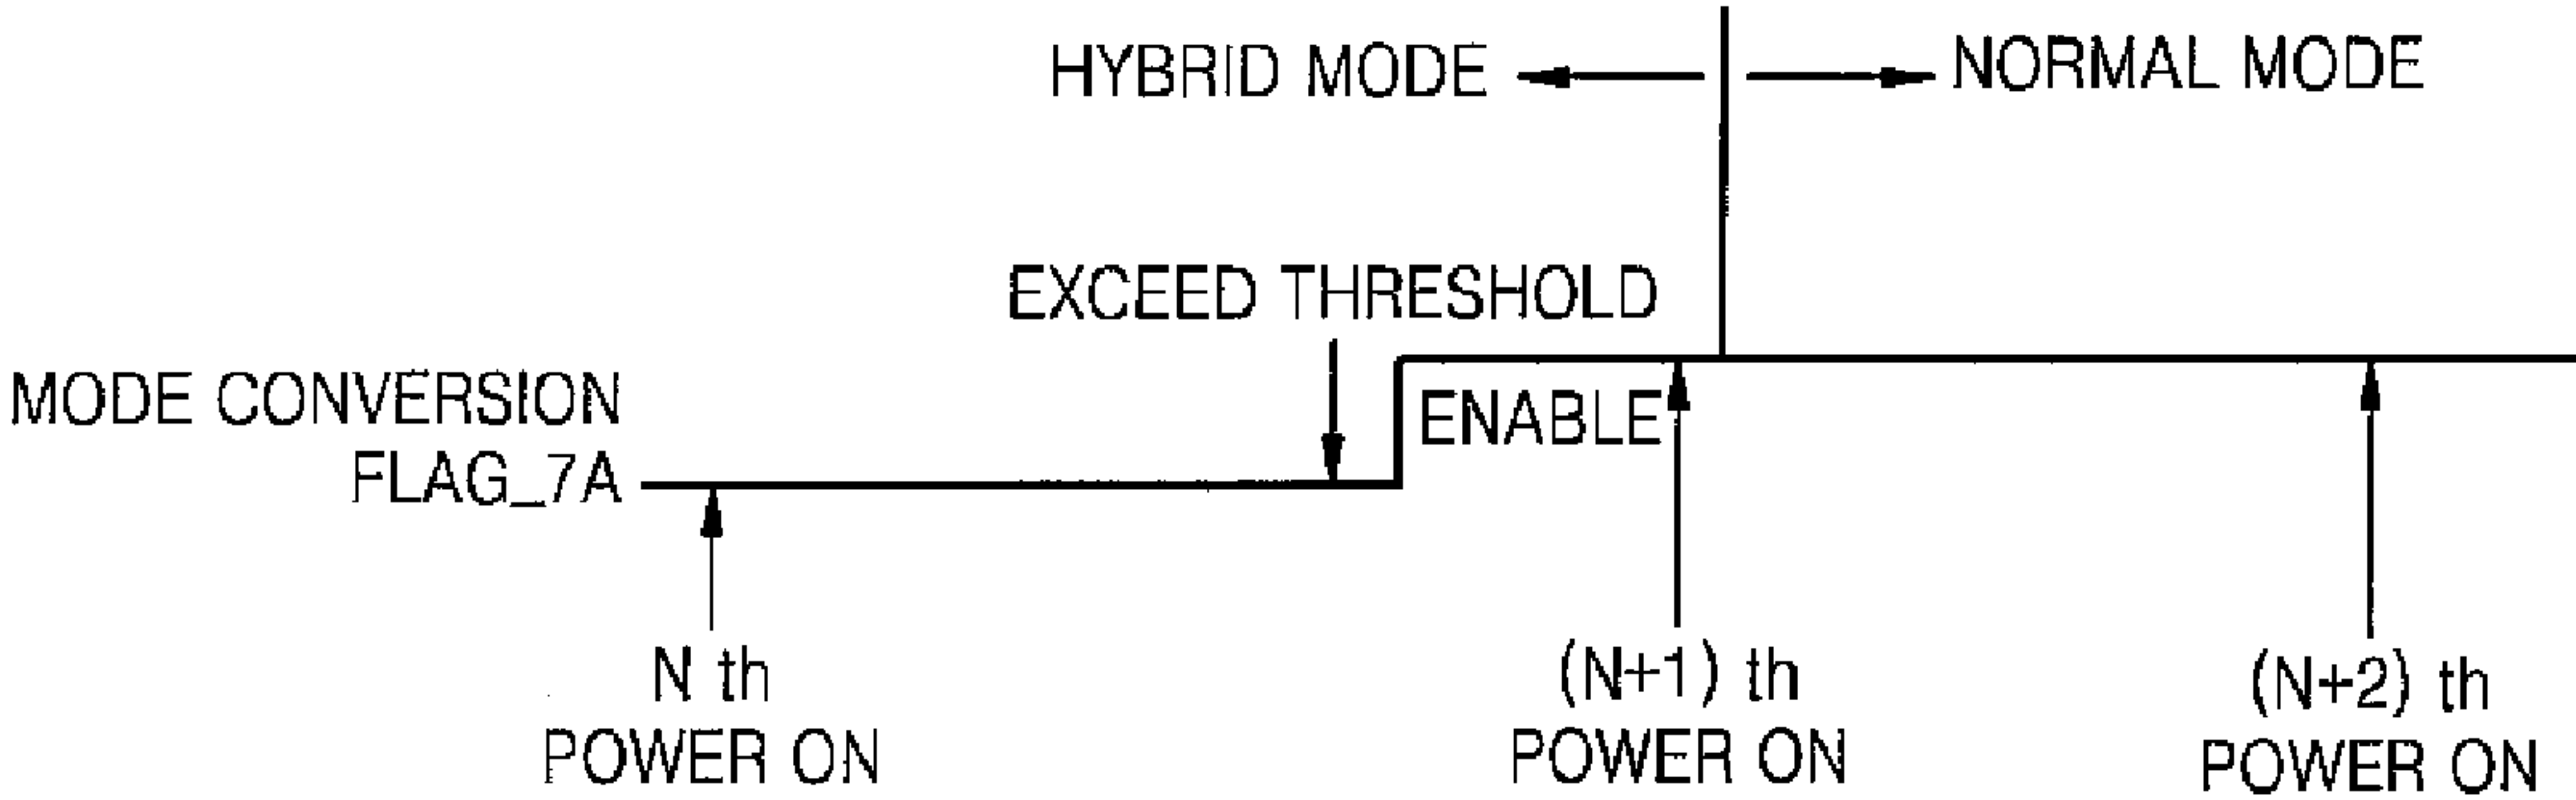 HYBRID MODE NORMAL MODE
EXCEED THRESHOLD
MODE CONVERSION
FLAG_7A
ENABLE
N th
POWER ON
(N+1) th
POWER ON
(N+2) th
POWER ON